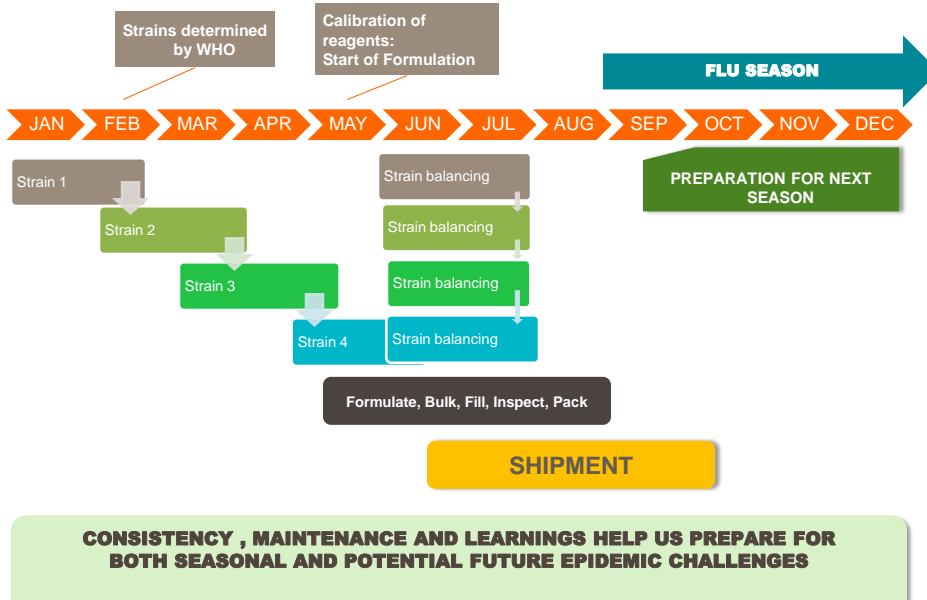 Strains determined
by WHO
Calibration of
reagents:
Start of Formulation
FLU SEASON
JAN FEB MAR APR MAY JUN JUL AUG SEP OCT NOV DEC
Strain 1
Strain balancing
PREPARATION FOR NEXT
SEASON
Strain 2
Strain balancing
Strain 3
Strain balancing
Strain 4
Strain balancing
Formulate, Bulk, Fill, Inspect, Pack
SHIPMENT
CONSISTENCY , MAINTENANCE AND LEARNINGS HELP US PREPARE FOR
BOTH SEASONAL AND POTENTIAL FUTURE EPIDEMIC CHALLENGES